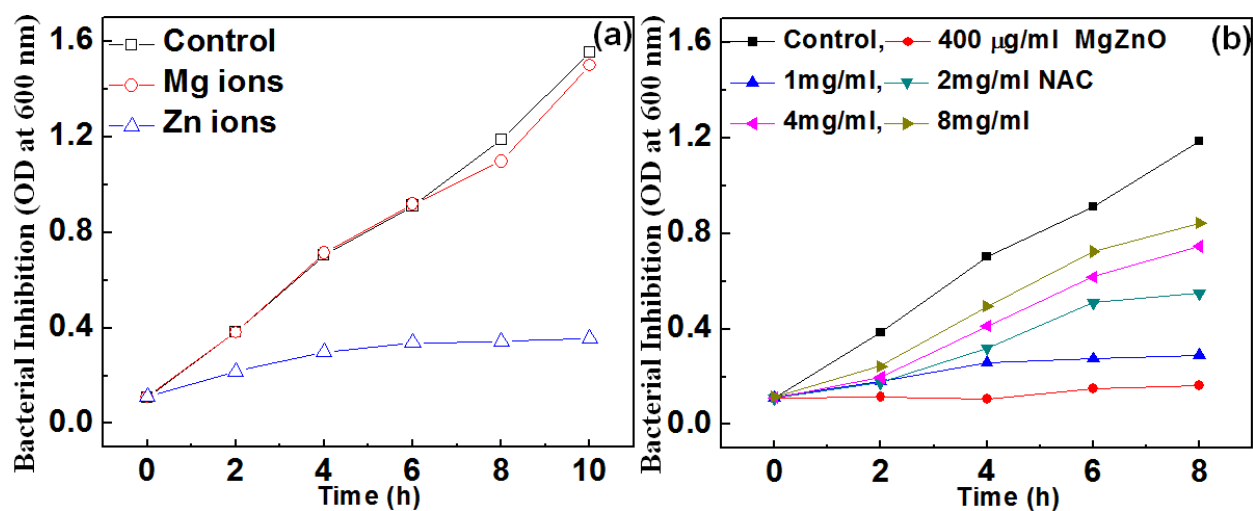 Bacterial Inhibition (OD at 600 nm)
1.6
1.2
0.8
0.4
0.0
Control
Mg ions
Zn ions
(a)
0 2 4 6 8 10
Time (h)
Bacterial Inhibition (OD at 600 nm)
1.6
1.2
0.8
0.4
0.0
Control, 400 μg/ml MgZnO
1mg/ml, 2mg/ml NAC
4mg/ml, 8mg/ml
(b)
0 2 4 6 8
Time (h)